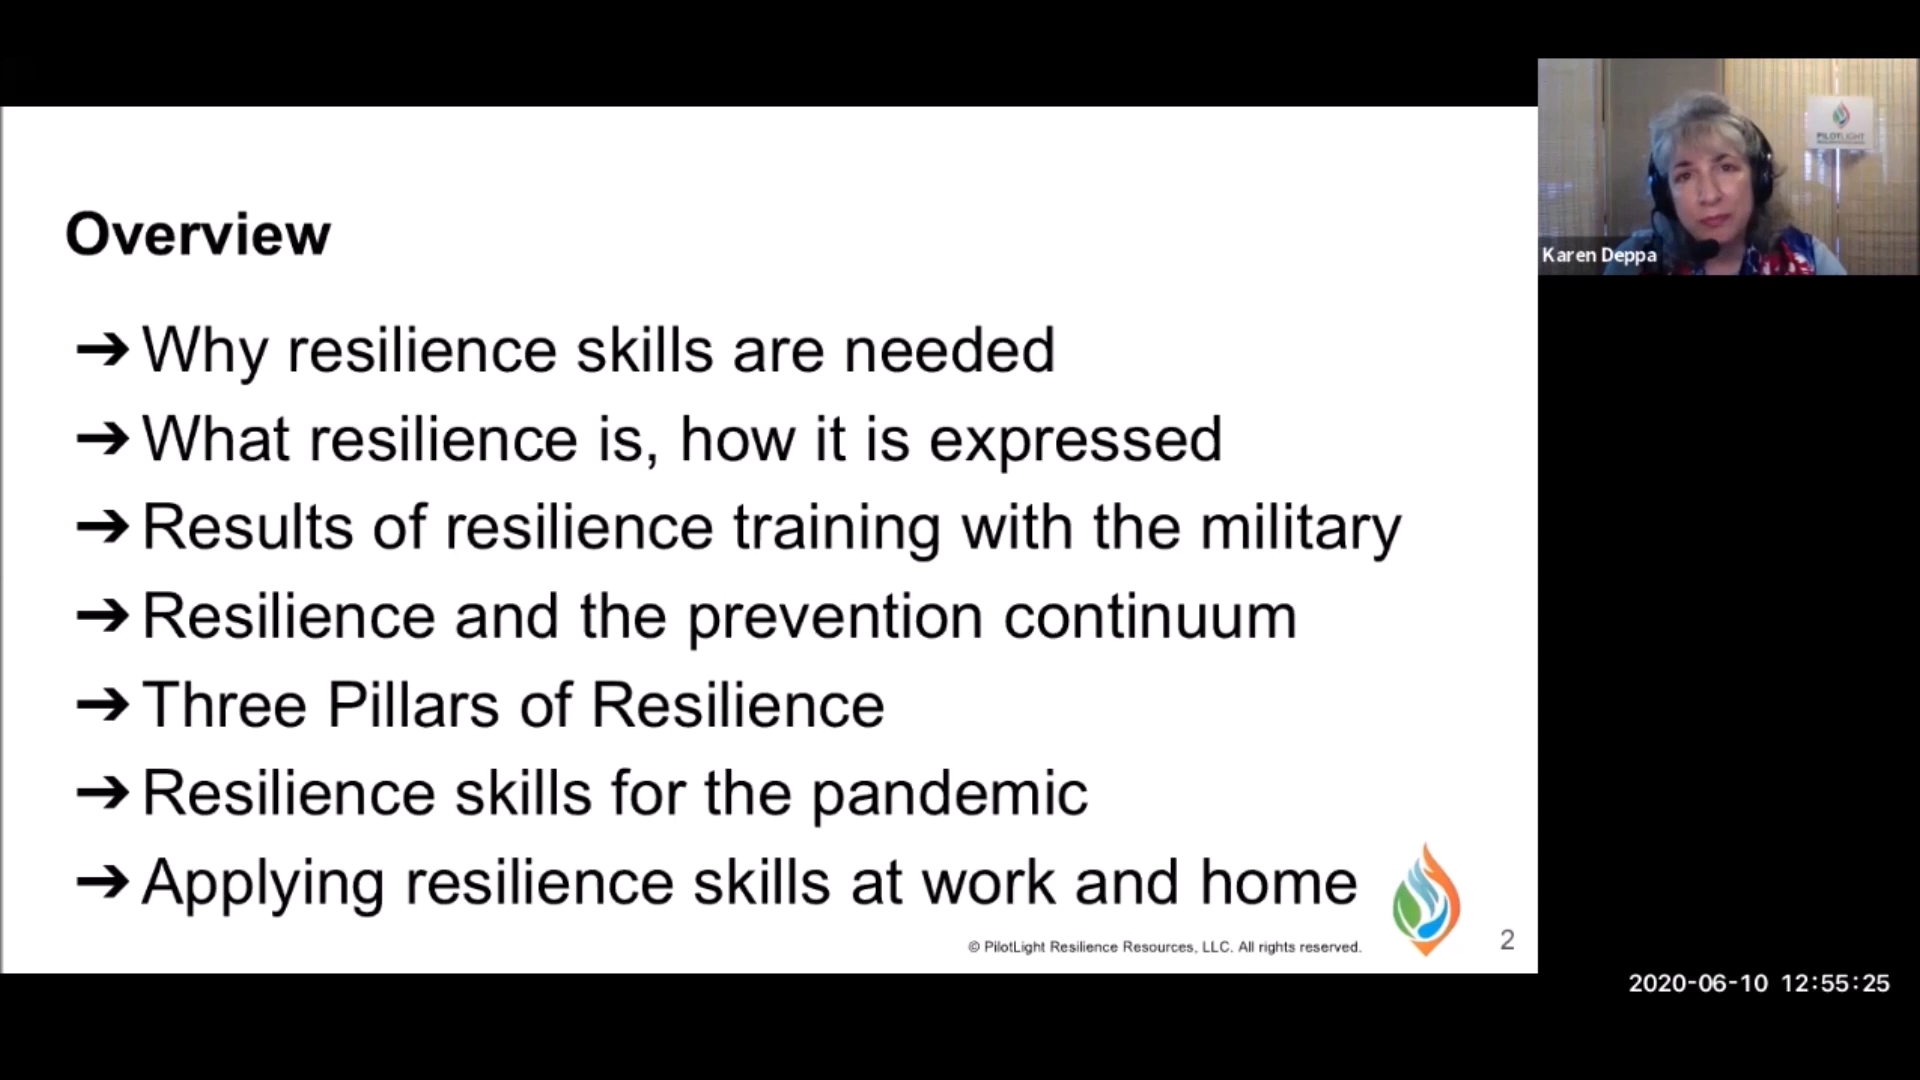 Overview
➔ Why resilience skills are needed
➔ What resilience is, how it is expressed
➔ Results of resilience training with the military
➔ Resilience and the prevention continuum
➔ Three Pillars of Resilience
➔ Resilience skills for the pandemic
➔ Applying resilience skills at work and home
© PilotLight Resilience Resources, LLC. All rights reserved.
2
PILOTLIGHT
Karen Deppa
2020-06-10 12:55:25